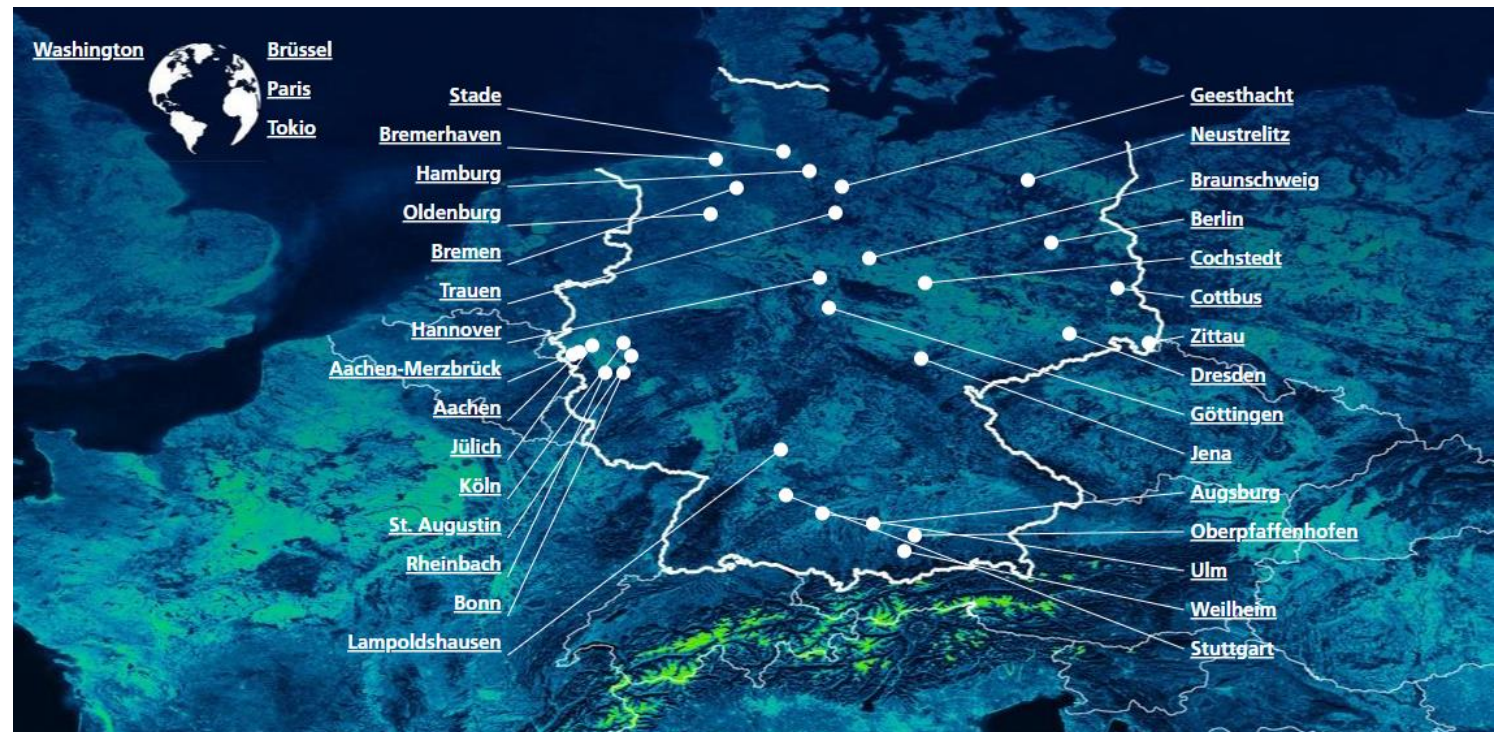 Washington
Brüssel
Paris
Tokio
Stade
Bremerhaven
Hamburg
Oldenburg
Bremen
Trauen
Hannover
Aachen-Merzbrück
Aachen
Jülich
Köln
St. Augustin
Rheinbach
Bonn
Lampoldshausen
Geesthacht
Neustrelitz
Braunschweig
Berlin
Cochstedt
Cottbus
Zittau
Dresden
Göttingen
Jena
Augsburg
Oberpfaffenhofen
Ulm
Weilheim
Stuttgart